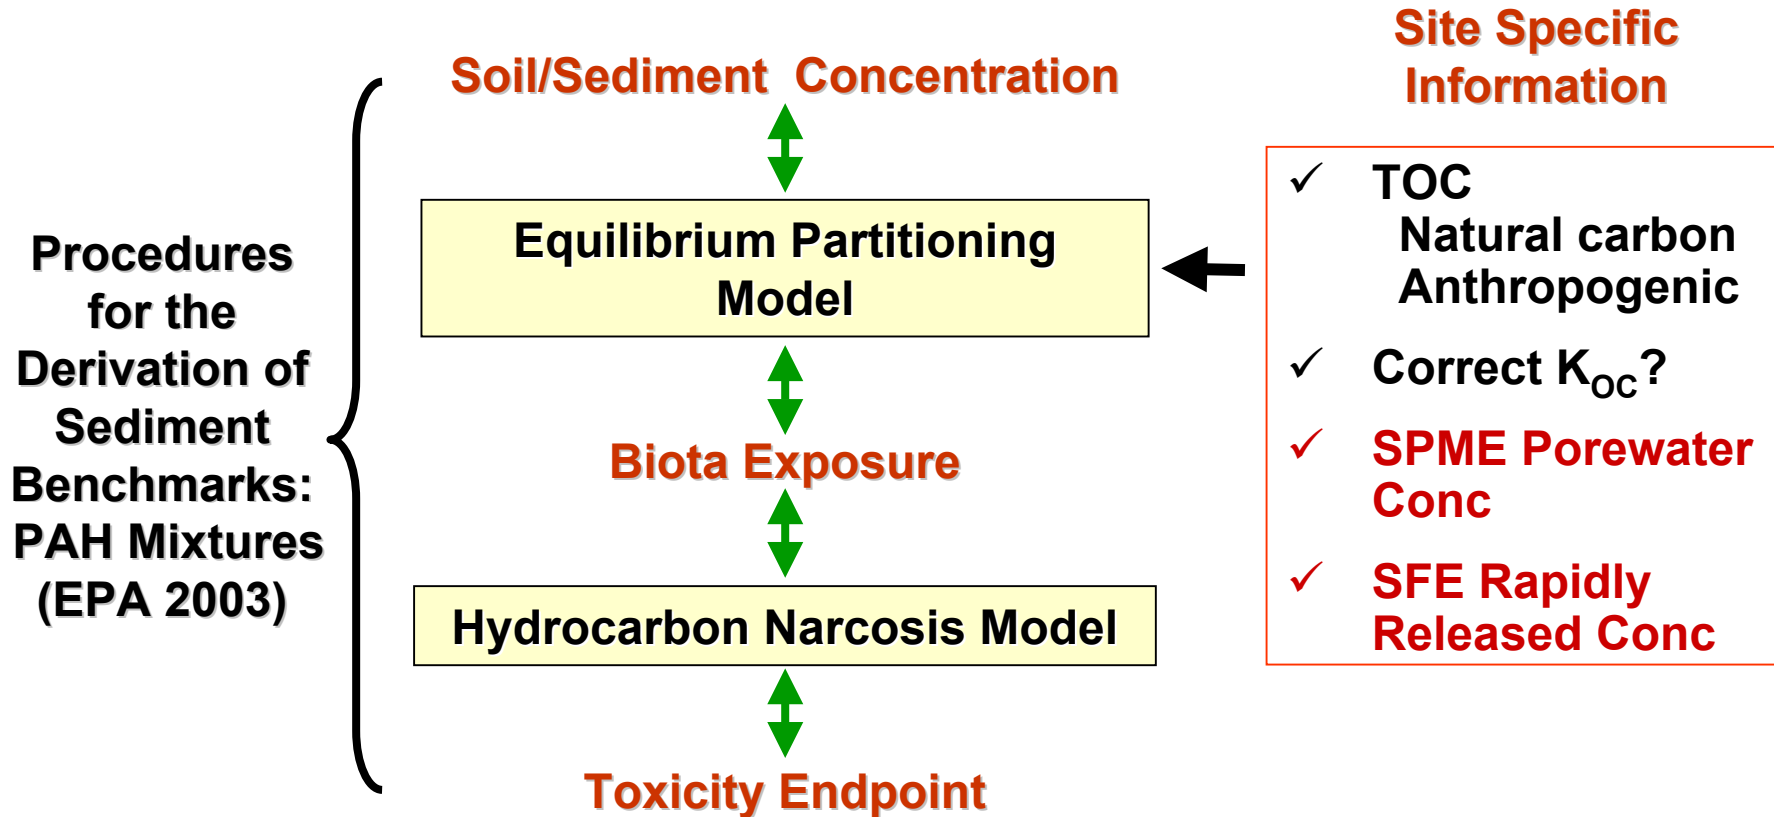 Procedures
for the
Derivation of
Sediment
Benchmarks:
PAH Mixtures
(EPA 2003)
Soil/Sediment Concentration
Equilibrium Partitioning
Model
Biota Exposure
Hydrocarbon Narcosis Model
Toxicity Endpoint
Site Specific
Information
✓ TOC
Natural carbon
Anthropogenic
✓ Correct K_OC?
✓ SPME Porewater
Conc
✓ SFE Rapidly
Released Conc